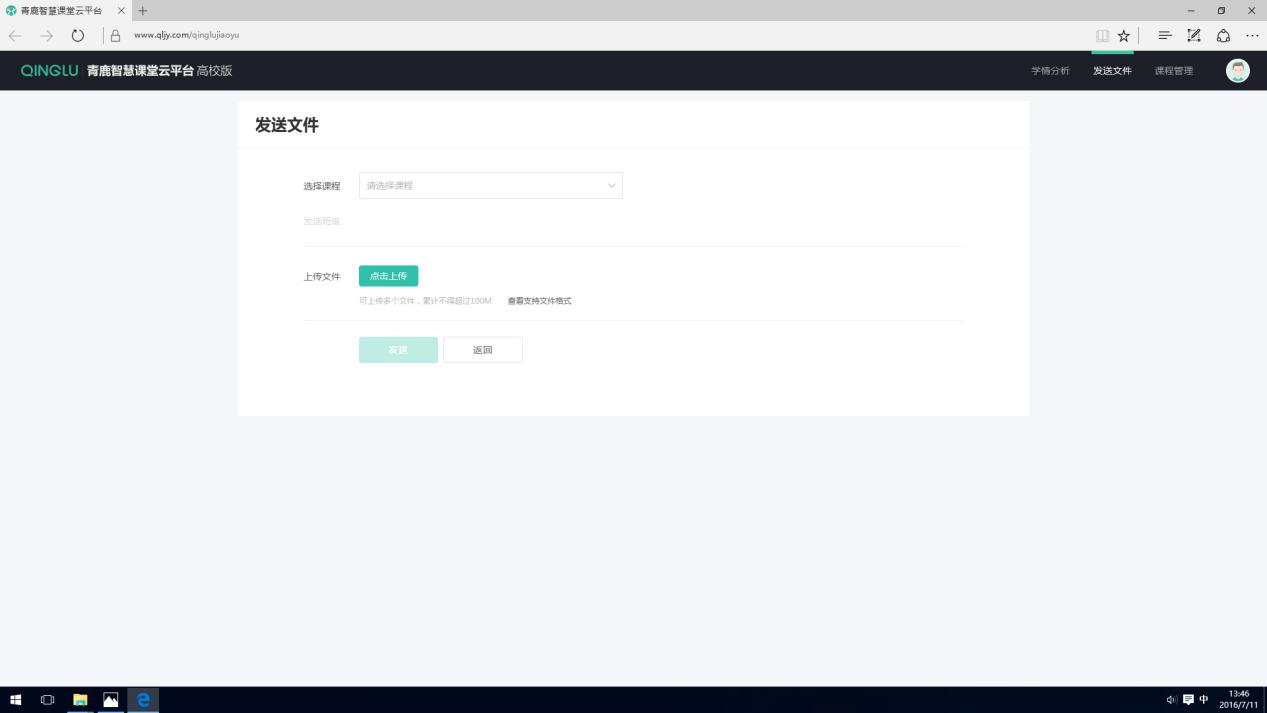 青鹿智慧课堂云平台
www.qljy.com/qinglujiaoyu
QINGLU 青鹿智慧课堂云平台 高校版
学情分析 发送文件 课程管理
发送文件
选择课程 请选择课程
发送班级
上传文件 点击上传
可上传多个文件，累计不得超过100M 查看支持文件格式
发送 返回
中 13:46
2016/7/11